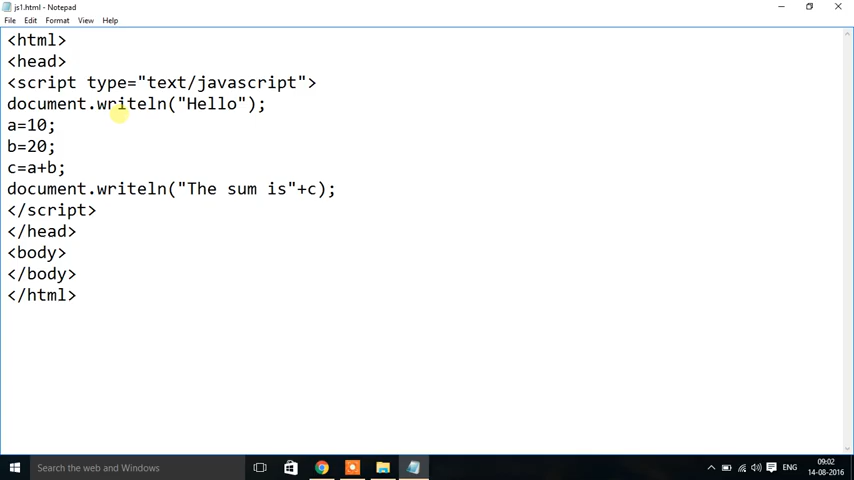 js1.html - Notepad
File Edit Format View Help
<html>
<head>
<script type="text/javascript">
document.writeln("Hello");
a=10;
b=20;
c=a+b;
document.writeln("The sum is"+c);
</script>
</head>
<body>
</body>
</html>
Search the web and Windows
ENG
09:02
14-08-2016